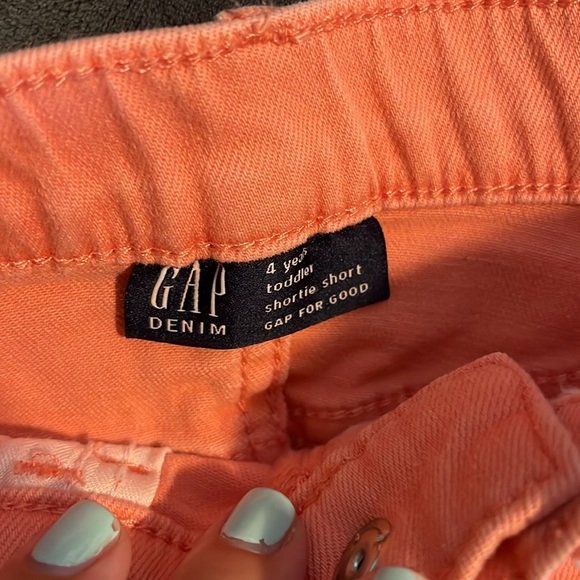 GAP
DENIM
4 years
toddler
shortie short
GAP FOR GOOD